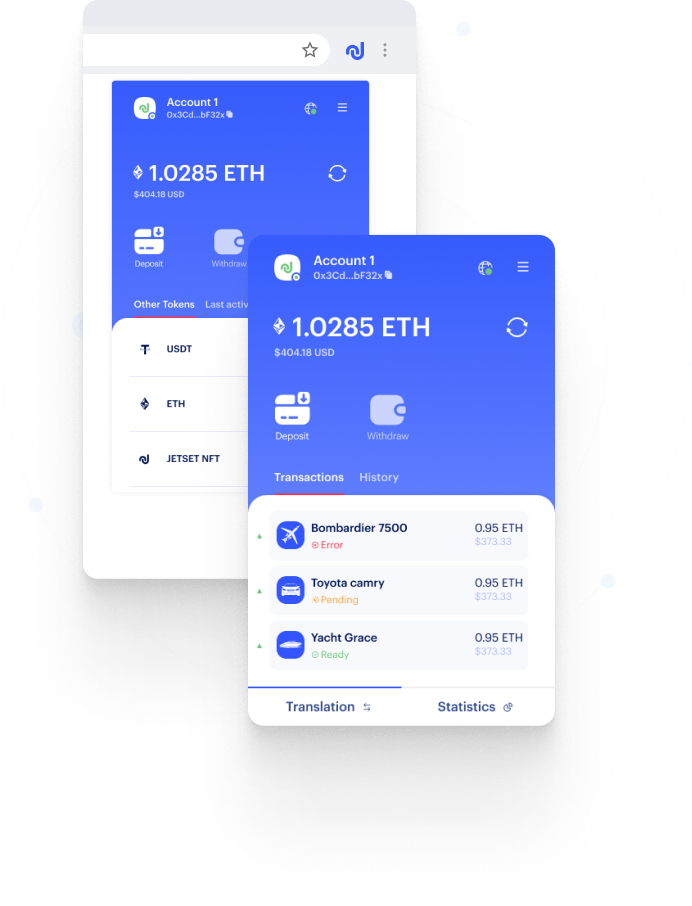 Account 1
0x3Cd...bF32x
1.0285 ETH
$404.18 USD
Deposit
Withdraw
Other Tokens
Last activ
USDT
ETH
JETSET NFT
Account 1
0x3Cd...bF32x
1.0285 ETH
$404.18 USD
Deposit
Withdraw
Transactions
History
Bombardier 7500
0.95 ETH
Error
$373.33
Toyota camry
0.95 ETH
Pending
$373.33
Yacht Grace
0.95 ETH
Ready
$373.33
Translation
Statistics